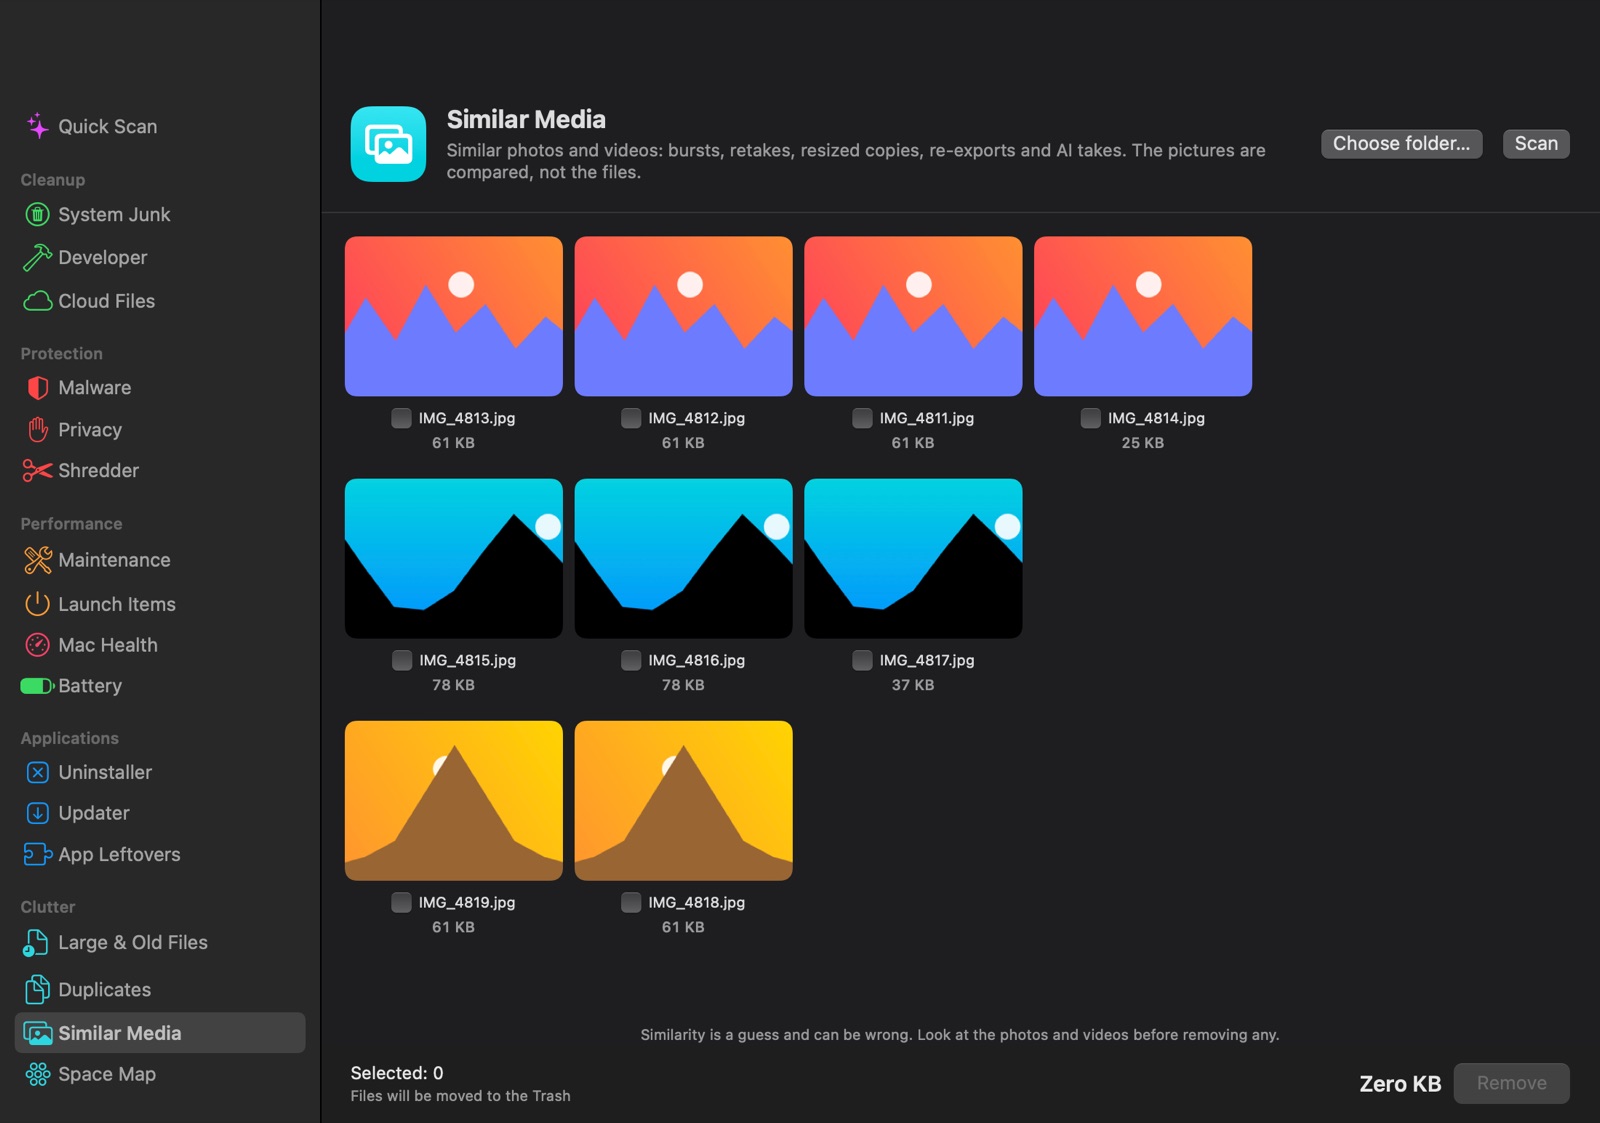 Quick Scan
Cleanup
System Junk
Developer
Cloud Files
Protection
Malware
Privacy
Shredder
Performance
Maintenance
Launch Items
Mac Health
Battery
Applications
Uninstaller
Updater
App Leftovers
Clutter
Large & Old Files
Duplicates
Similar Media
Space Map
Similar Media
Similar photos and videos: bursts, retakes, resized copies, re-exports and AI takes. The pictures are
compared, not the files.
Choose folder...
Scan
IMG_4813.jpg
61 KB
IMG_4812.jpg
61 KB
IMG_4811.jpg
61 KB
IMG_4814.jpg
25 KB
IMG_4815.jpg
78 KB
IMG_4816.jpg
78 KB
IMG_4817.jpg
37 KB
IMG_4819.jpg
61 KB
IMG_4818.jpg
61 KB
Similarity is a guess and can be wrong. Look at the photos and videos before removing any.
Selected: 0
Files will be moved to the Trash
Zero KB
Remove